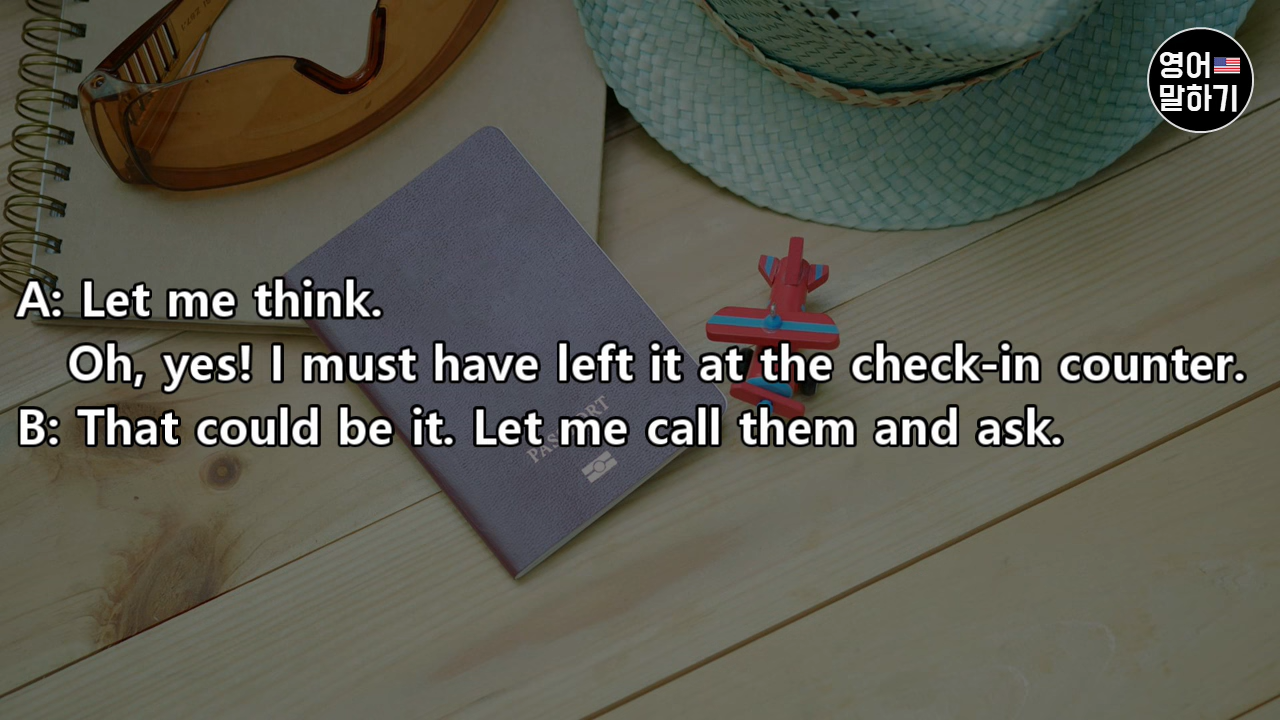 영어
말하기
A: Let me think.
Oh, yes! I must have left it at the check-in counter.
B: That could be it. Let me call them and ask.